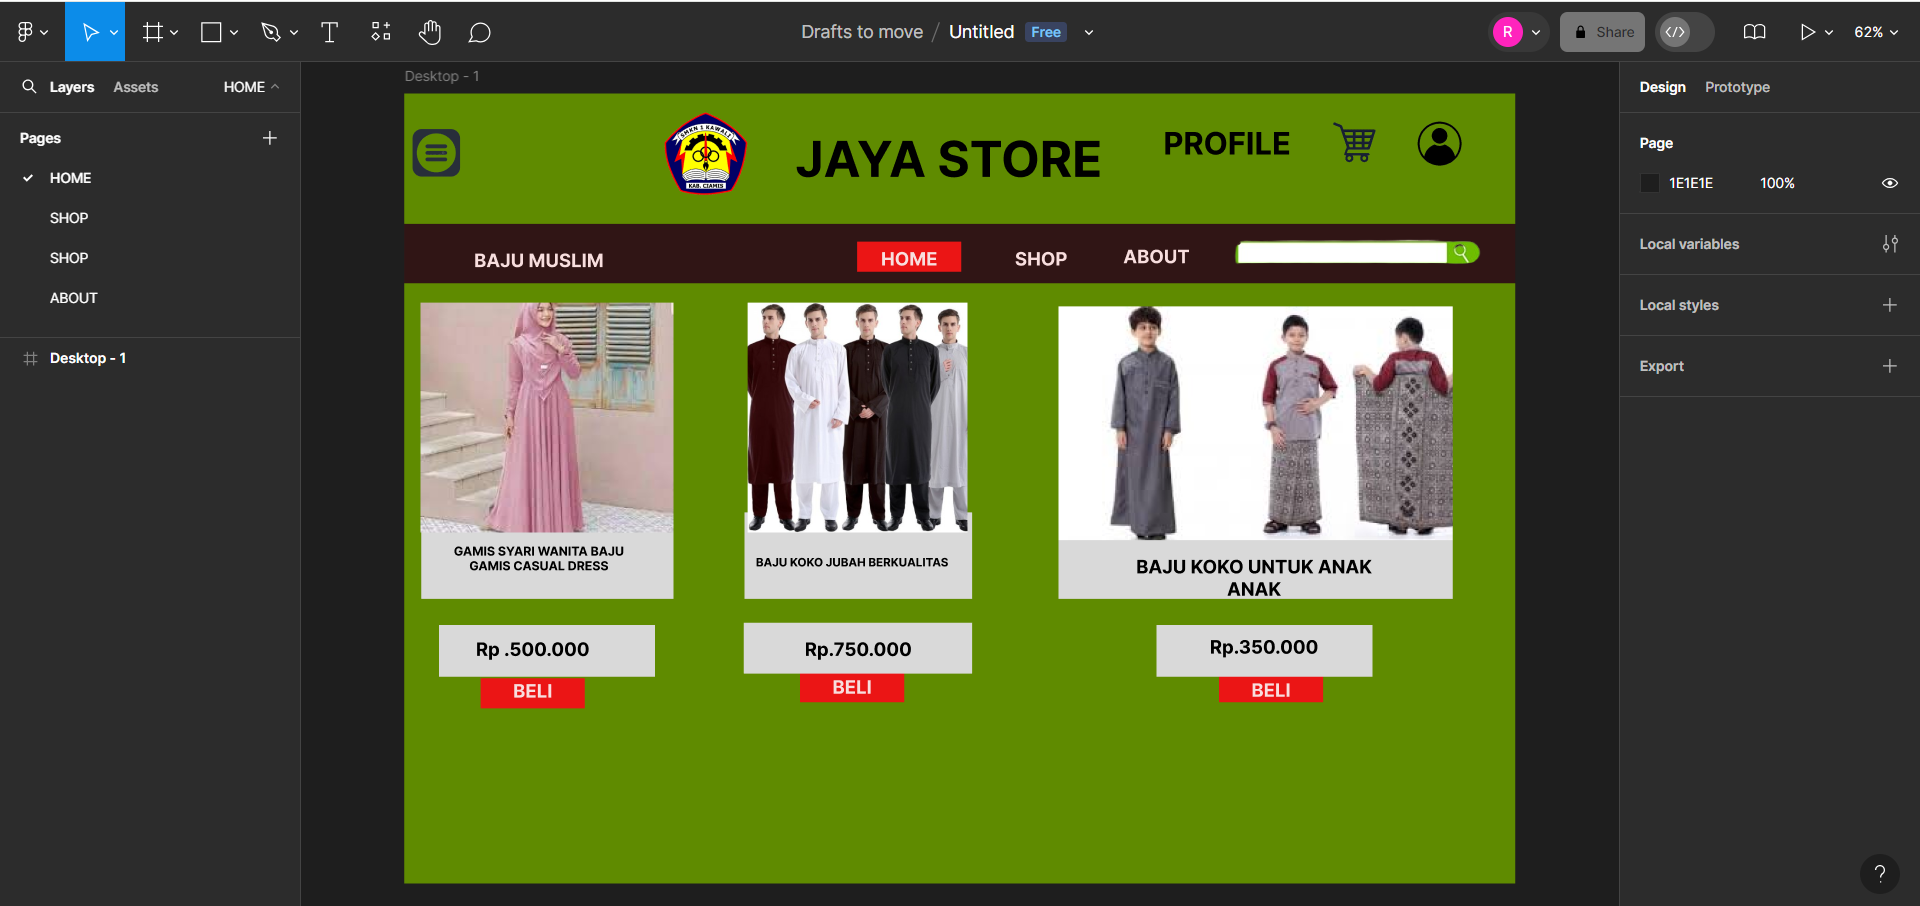 Drafts to move / Untitled Free
R
Share
62%
Layers Assets HOME
Pages
HOME
SHOP
SHOP
ABOUT
Desktop - 1
Desktop - 1
SMKN 1 KAWALI
KAB. CIAMIS
JAYA STORE
PROFILE
BAJU MUSLIM
HOME
SHOP
ABOUT
GAMIS SYARI WANITA BAJU
GAMIS CASUAL DRESS
BAJU KOKO JUBAH BERKUALITAS
BAJU KOKO UNTUK ANAK
ANAK
Rp .500.000
Rp.750.000
Rp.350.000
BELI
BELI
BELI
Design Prototype
Page
1E1E1E 100%
Local variables
Local styles
Export
?